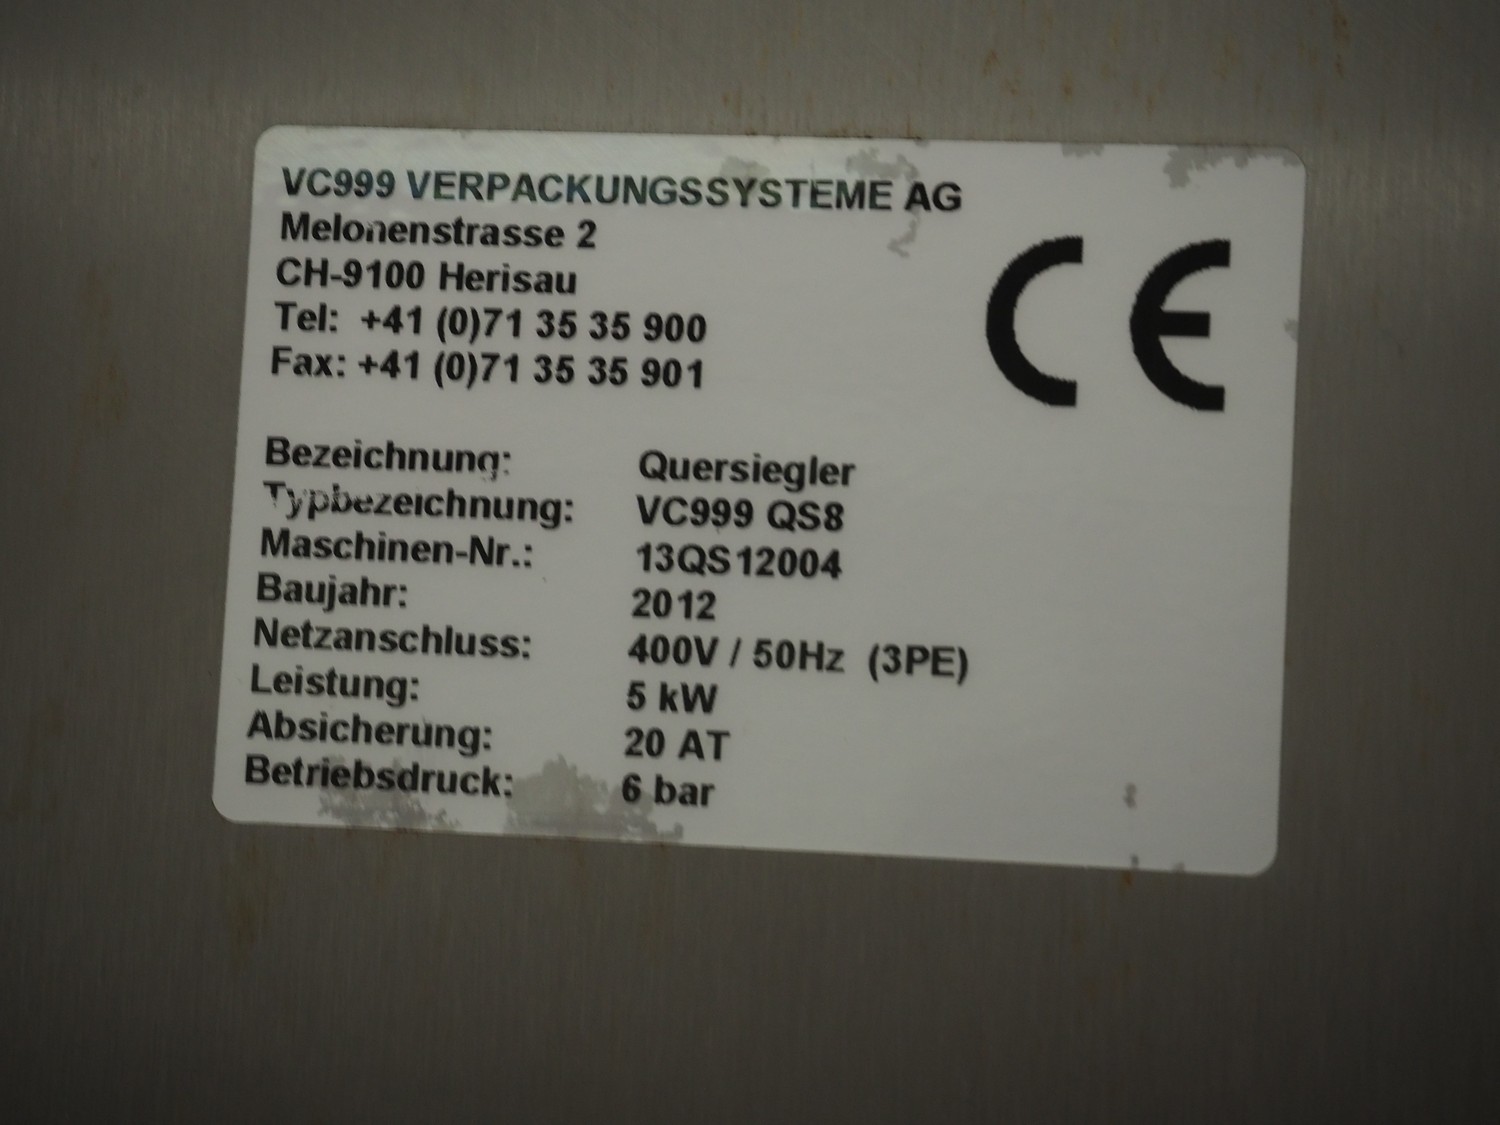 VC999 VERPACKUNGSSYSTEME AG
Melonenstrasse 2
CH-9100 Herisau
Tel: +41 (0)71 35 35 900
Fax: +41 (0)71 35 35 901
CE
Bezeichnung: Quersiegler
Typbezeichnung: VC999 QS8
Maschinen-Nr.: 13QS12004
Baujahr: 2012
Netzanschluss: 400V / 50Hz (3PE)
Leistung: 5 kW
Absicherung: 20 AT
Betriebsdruck: 6 bar